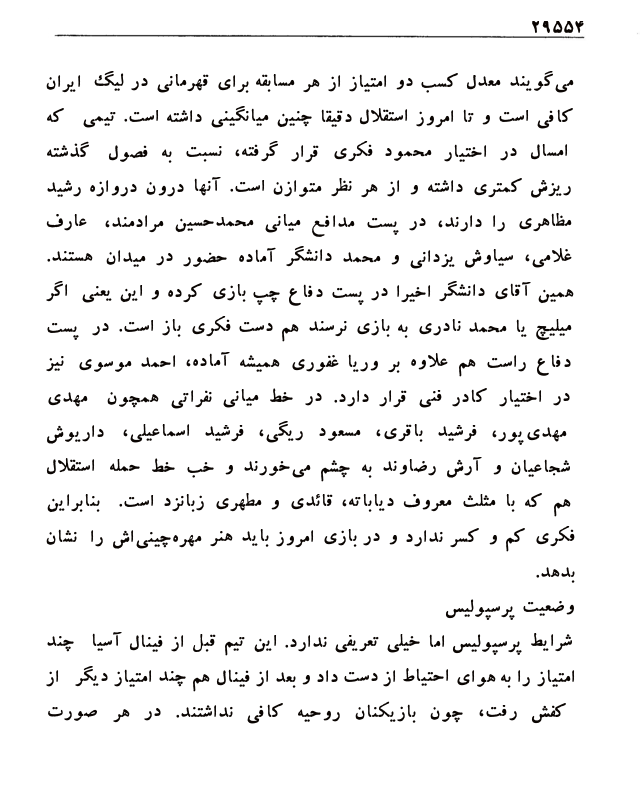 ۲۹۵۵۴
می‌گویند معدل کسب دو امتیاز از هر مسابقه برای قهرمانی در لیگ ایران
کافی است و تا امروز استقلال دقیقا چنین میانگینی داشته است. تیمی که
امسال در اختیار محمود فکری قرار گرفته، نسبت به فصول گذشته
ریزش کمتری داشته و از هر نظر متوازن است. آنها درون دروازه رشید
مظاهری را دارند، در پست مدافع میانی محمدحسین مرادمند، عارف
غلامی، سیاوش یزدانی و محمد دانشگر آماده حضور در میدان هستند.
همین آقای دانشگر اخیرا در پست دفاع چپ بازی کرده و این یعنی اگر
میلیچ یا محمد نادری به بازی نرسند هم دست فکری باز است. در پست
دفاع راست هم علاوه بر وریا غفوری همیشه آماده، احمد موسوی نیز
در اختیار کادر فنی قرار دارد. در خط میانی نفراتی همچون مهدی
مهدی‌پور، فرشید باقری، مسعود ریگی، فرشید اسماعیلی، داریوش
شجاعیان و آرش رضاوند به چشم می‌خورند و خب خط حمله استقلال
هم که با مثلث معروف دیاباته، قائدی و مطهری زبانزد است. بنابراین
فکری کم و کسر ندارد و در بازی امروز باید هنر مهره‌چینی‌اش را نشان
بدهد.
وضعیت پرسپولیس
شرایط پرسپولیس اما خیلی تعریفی ندارد. این تیم قبل از فینال آسیا چند
امتیاز را به هوای احتیاط از دست داد و بعد از فینال هم چند امتیاز دیگر از
کفش رفت، چون بازیکنان روحیه کافی نداشتند. در هر صورت